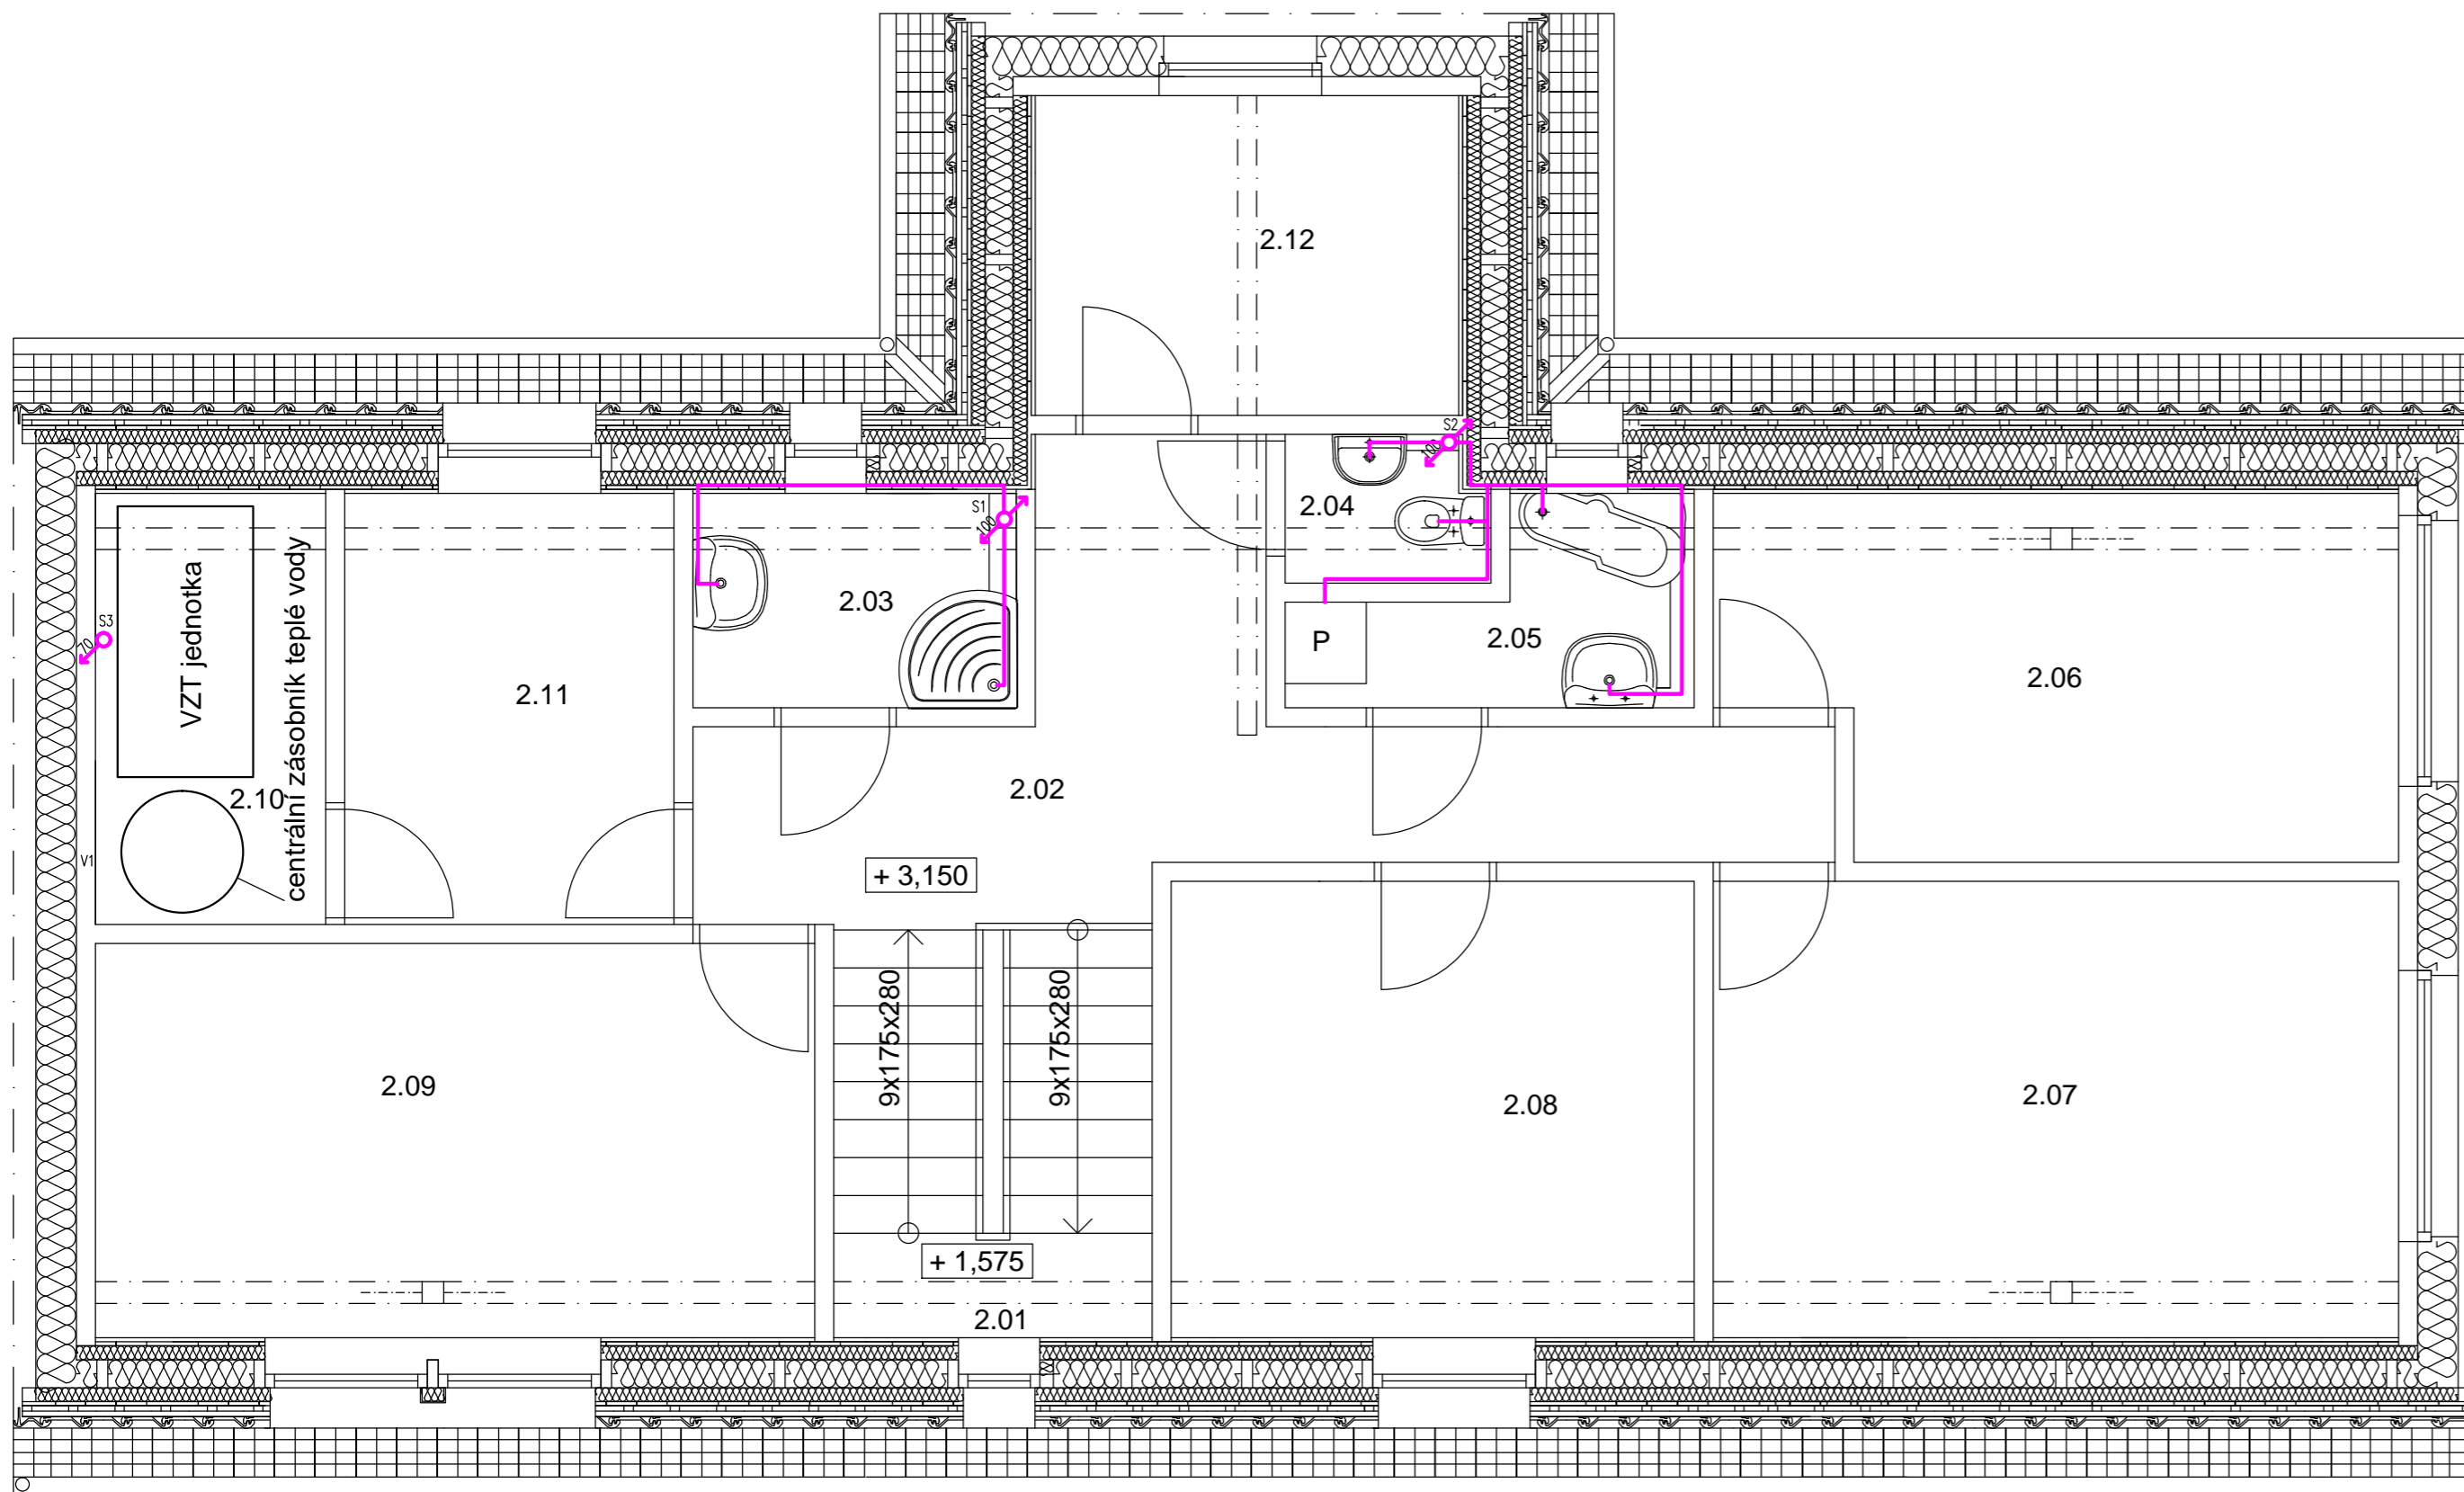 2.12
S2
100
S1
100
2.04
VZT jednotka
centrální zásobník teplé vody
S3
70
2.03
P
2.05
2.06
2.11
2.10
2.02
V1
+ 3,150
9x175x280
9x175x280
2.09
2.08
2.07
+ 1,575
2.01